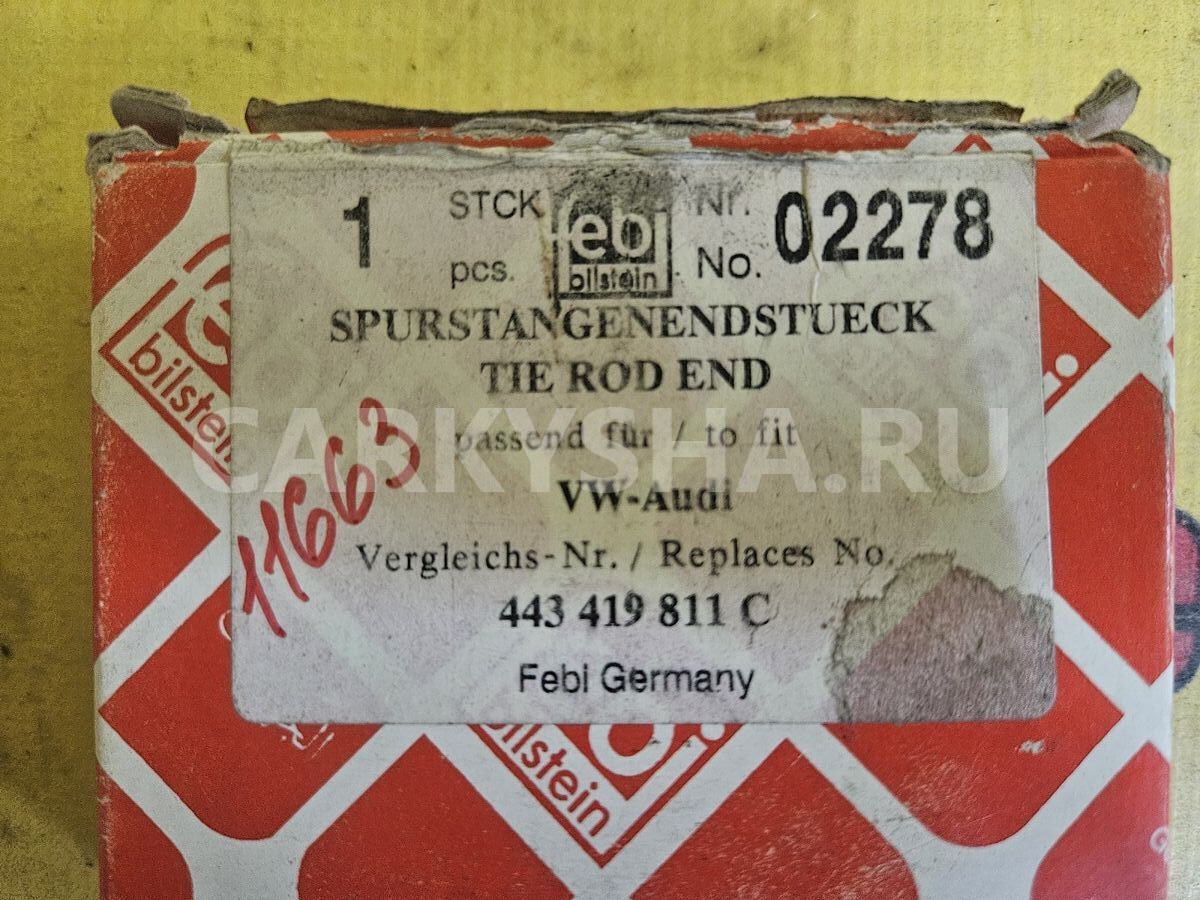 1 STCK pcs. febi bilstein Nr. No. 02278
SPURSTANGENENDSTUECK
TIE ROD END
passend für / to fit
VW-Audi
Vergleichs-Nr. / Replaces No.
443 419 811 C
Febi Germany
11663
CARKYSHA.RU
bilstein
bilstein